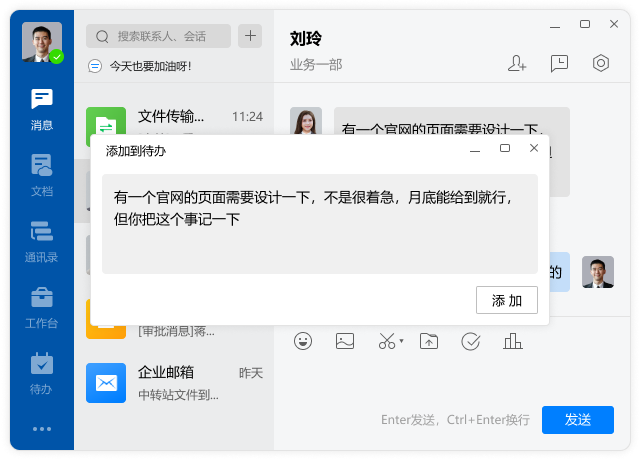 搜索联系人、会话
今天也要加油呀！
消息
文档
通讯录
工作台
待办
文件传输...
11:24
[审批消息]蒋...
企业邮箱
昨天
中转站文件到...
刘玲
业务一部
有一个官网的页面需要设计一下，
的
添加到待办
有一个官网的页面需要设计一下，不是很着急，月底能给到就行，
但你把这个事记一下
添 加
Enter发送，Ctrl+Enter换行
发送